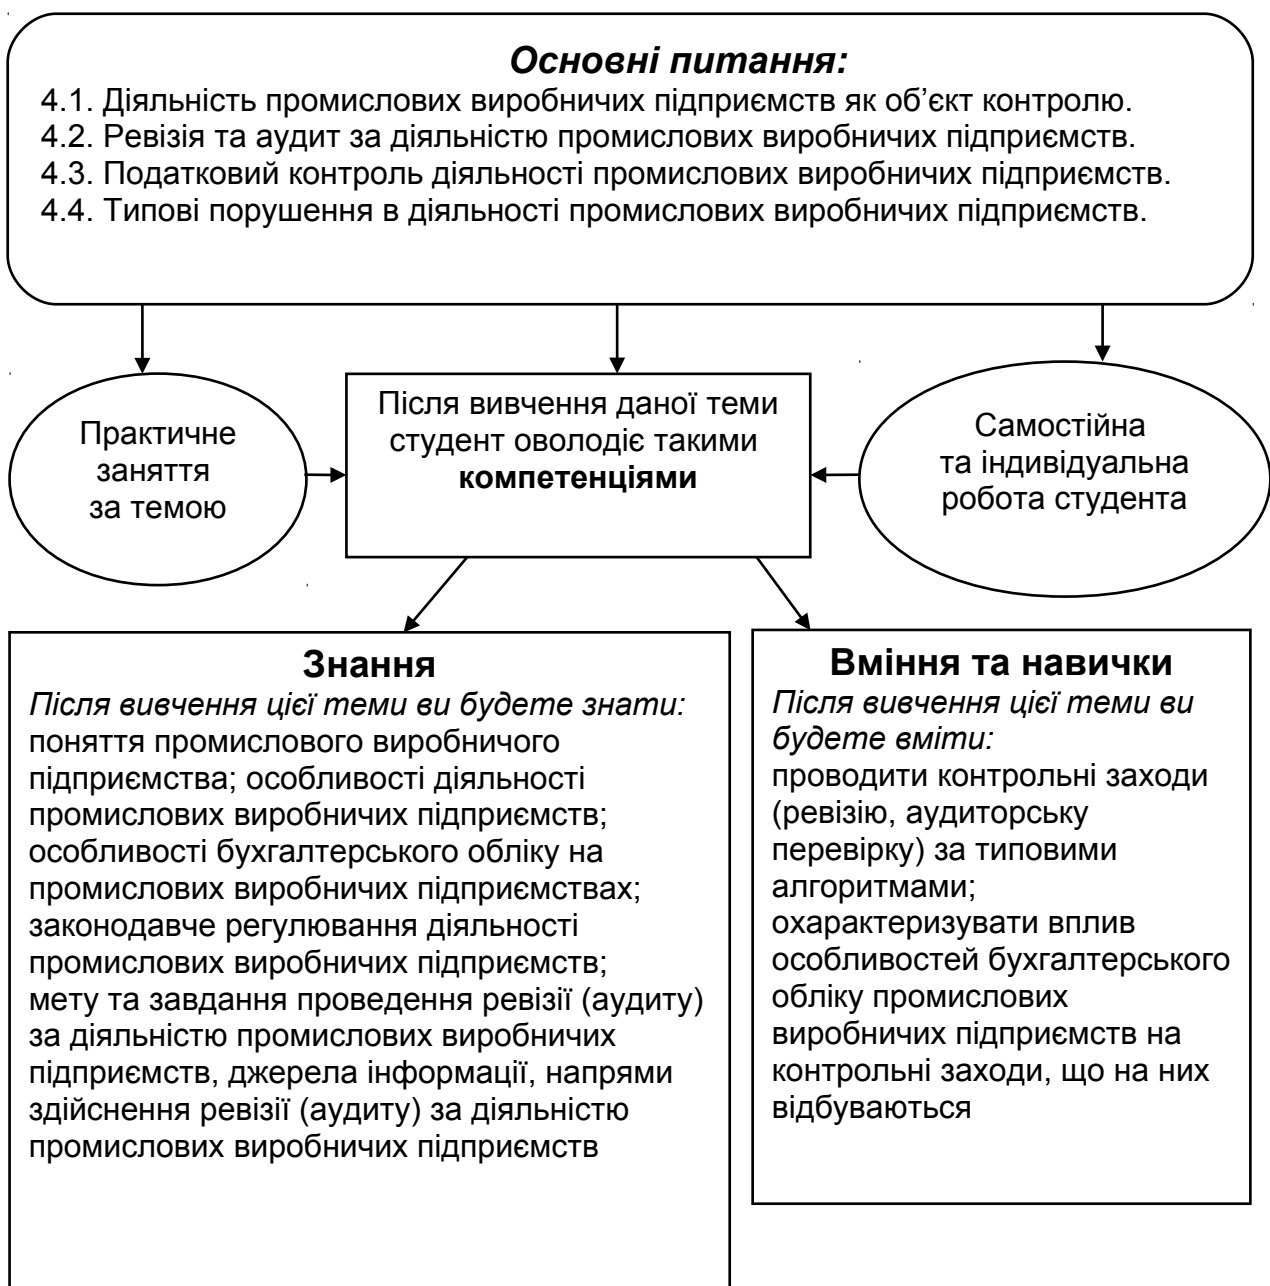 Основні питання:
4.1. Діяльність промислових виробничих підприємств як об’єкт контролю.
4.2. Ревізія та аудит за діяльністю промислових виробничих підприємств.
4.3. Податковий контроль діяльності промислових виробничих підприємств.
4.4. Типові порушення в діяльності промислових виробничих підприємств.
Практичне
заняття
за темою
Після вивчення даної теми
студент оволодіє такими
компетенціями
Самостійна
та індивідуальна
робота студента
Знання
Після вивчення цієї теми ви будете знати:
поняття промислового виробничого
підприємства; особливості діяльності
промислових виробничих підприємств;
особливості бухгалтерського обліку на
промислових виробничих підприємствах;
законодавче регулювання діяльності
промислових виробничих підприємств;
мету та завдання проведення ревізії (аудиту)
за діяльністю промислових виробничих
підприємств, джерела інформації, напрями
здійснення ревізії (аудиту) за діяльністю
промислових виробничих підприємств
Вміння та навички
Після вивчення цієї теми ви
будете вміти:
проводити контрольні заходи
(ревізію, аудиторську
перевірку) за типовими
алгоритмами;
охарактеризувати вплив
особливостей бухгалтерського
обліку промислових
виробничих підприємств на
контрольні заходи, що на них
відбуваються